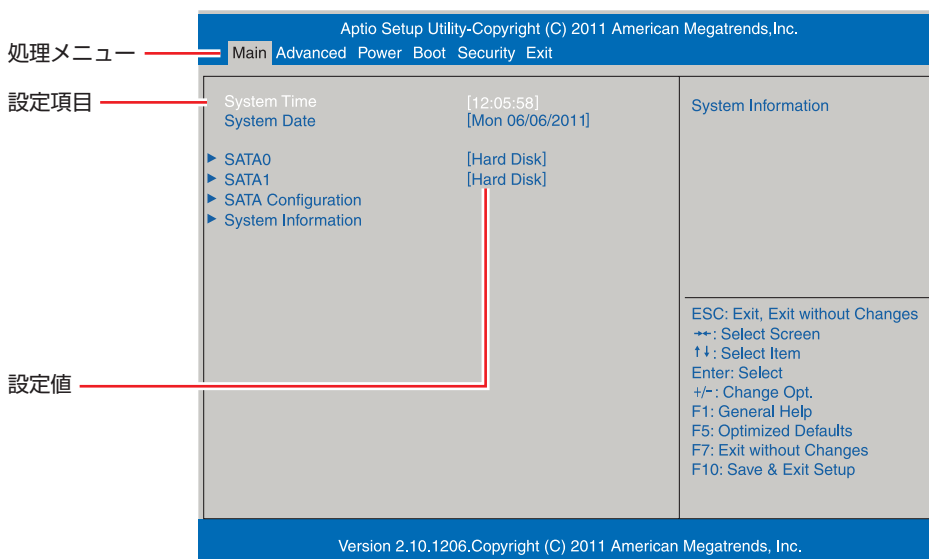 Aptio Setup Utility-Copyright (C) 2011 American Megatrends,Inc.
処理メニュー
Main Advanced Power Boot Security Exit
設定項目
System Time [12:05:58]
System Date [Mon 06/06/2011]
▶ SATA0 [Hard Disk]
▶ SATA1 [Hard Disk]
▶ SATA Configuration
▶ System Information
設定値
System Information
ESC: Exit, Exit without Changes
→←: Select Screen
↑↓: Select Item
Enter: Select
+/-: Change Opt.
F1: General Help
F5: Optimized Defaults
F7: Exit without Changes
F10: Save & Exit Setup
Version 2.10.1206.Copyright (C) 2011 American Megatrends, Inc.